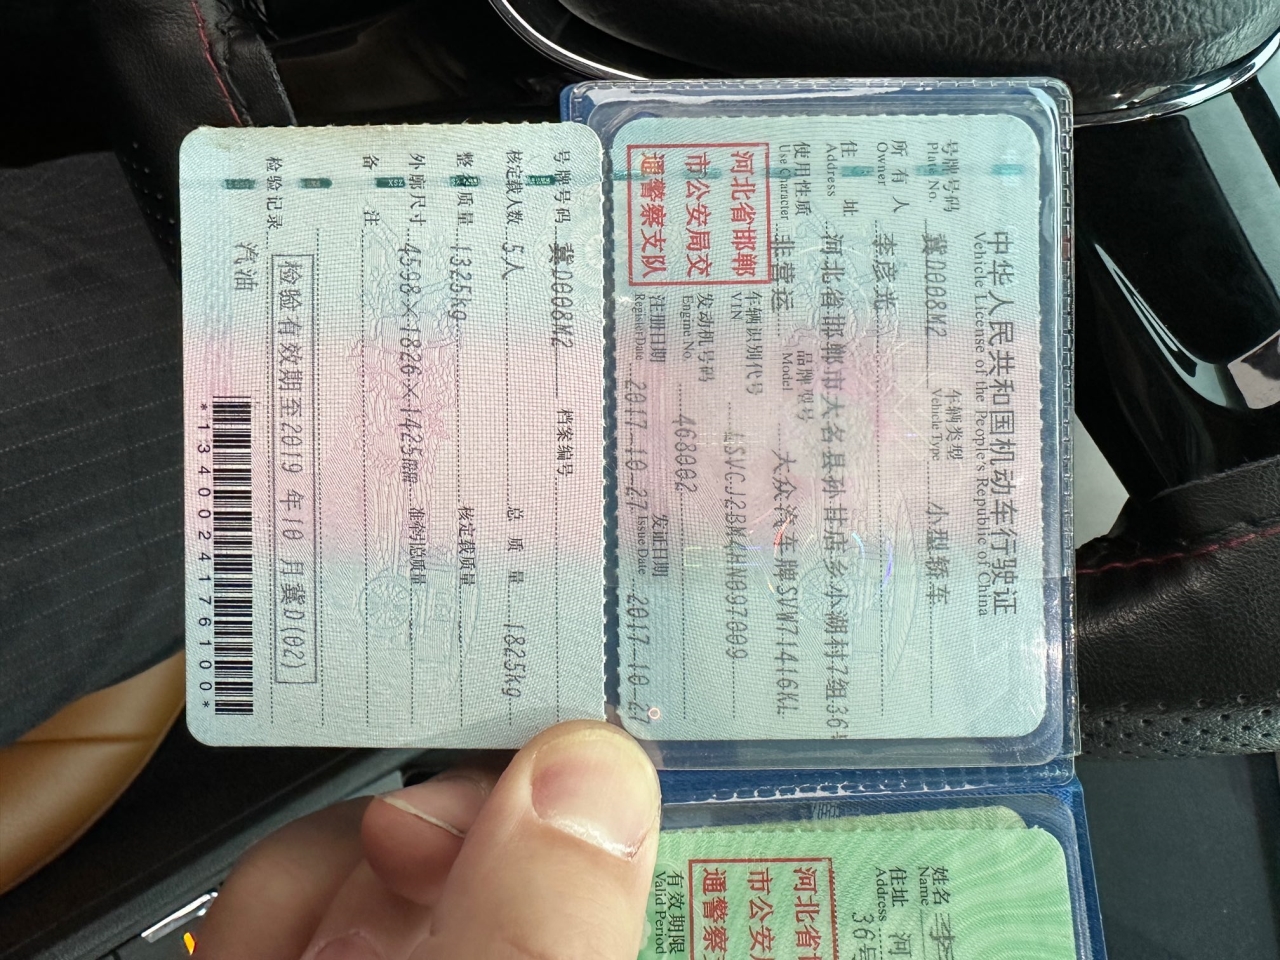 中华人民共和国机动车行驶证
Vehicle License of the People's Republic of China
号牌号码 冀D008M2 车辆类型 小型轿车
Plate No. Vehicle Type
所有人 李彦光
Owner
住址 河北省邯郸市大名县孙甘店乡小湖村7组36号
Address
使用性质 非营运 品牌型号 大众汽车牌SVW71416KL
Use Character Model
河北省邯郸
市公安局交
通警察支队
车辆识别代号
VIN
发动机号码 468002
Engine No.
注册日期 2017-10-27 发证日期 2017-10-27
Register Date Issue Date
号牌号码 冀D008M2 档案编号
核定载人数 5人 总质量 1825kg
整备质量 1325kg 核定载质量
外廓尺寸 4598×1826×1425mm 准牵引总质量
备注
检验记录 检验有效期至2019年10月冀D(02)
汽油
*1340024176100*
姓名
Name
住址 河
Address 36号
河北省
市公安
通警察
有效期限
Valid Period